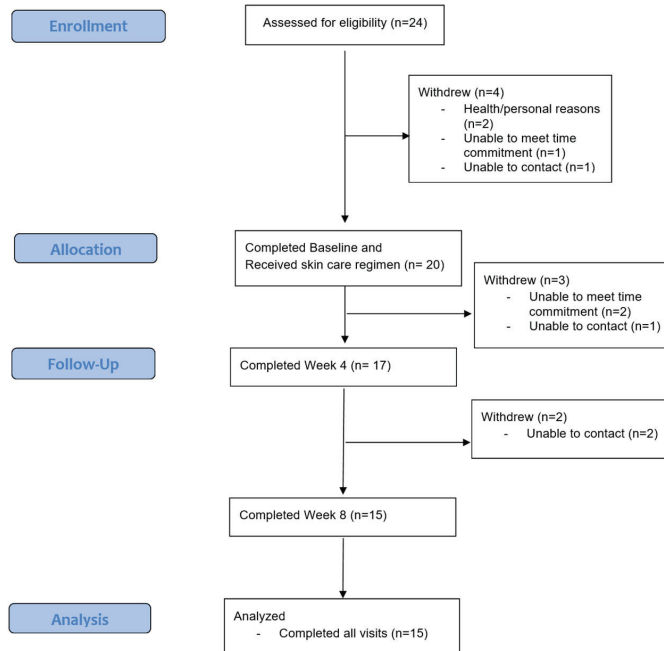 Enrollment
Assessed for eligibility (n=24)
Withdrew (n=4)
- Health/personal reasons
(n=2)
- Unable to meet time
commitment (n=1)
- Unable to contact (n=1)
Allocation
Completed Baseline and
Received skin care regimen (n= 20)
Withdrew (n=3)
- Unable to meet time
commitment (n=2)
- Unable to contact (n=1)
Follow-Up
Completed Week 4 (n= 17)
Withdrew (n=2)
- Unable to contact (n=2)
Completed Week 8 (n=15)
Analysis
Analyzed
- Completed all visits (n=15)